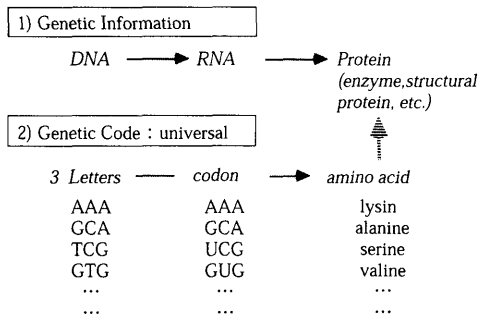 1) Genetic Information
DNA RNA Protein
(enzyme,structural
protein, etc.)
2) Genetic Code : universal
3 Letters codon amino acid
AAA AAA lysin
GCA GCA alanine
TCG UCG serine
GTG GUG valine
... ... ...
... ... ...